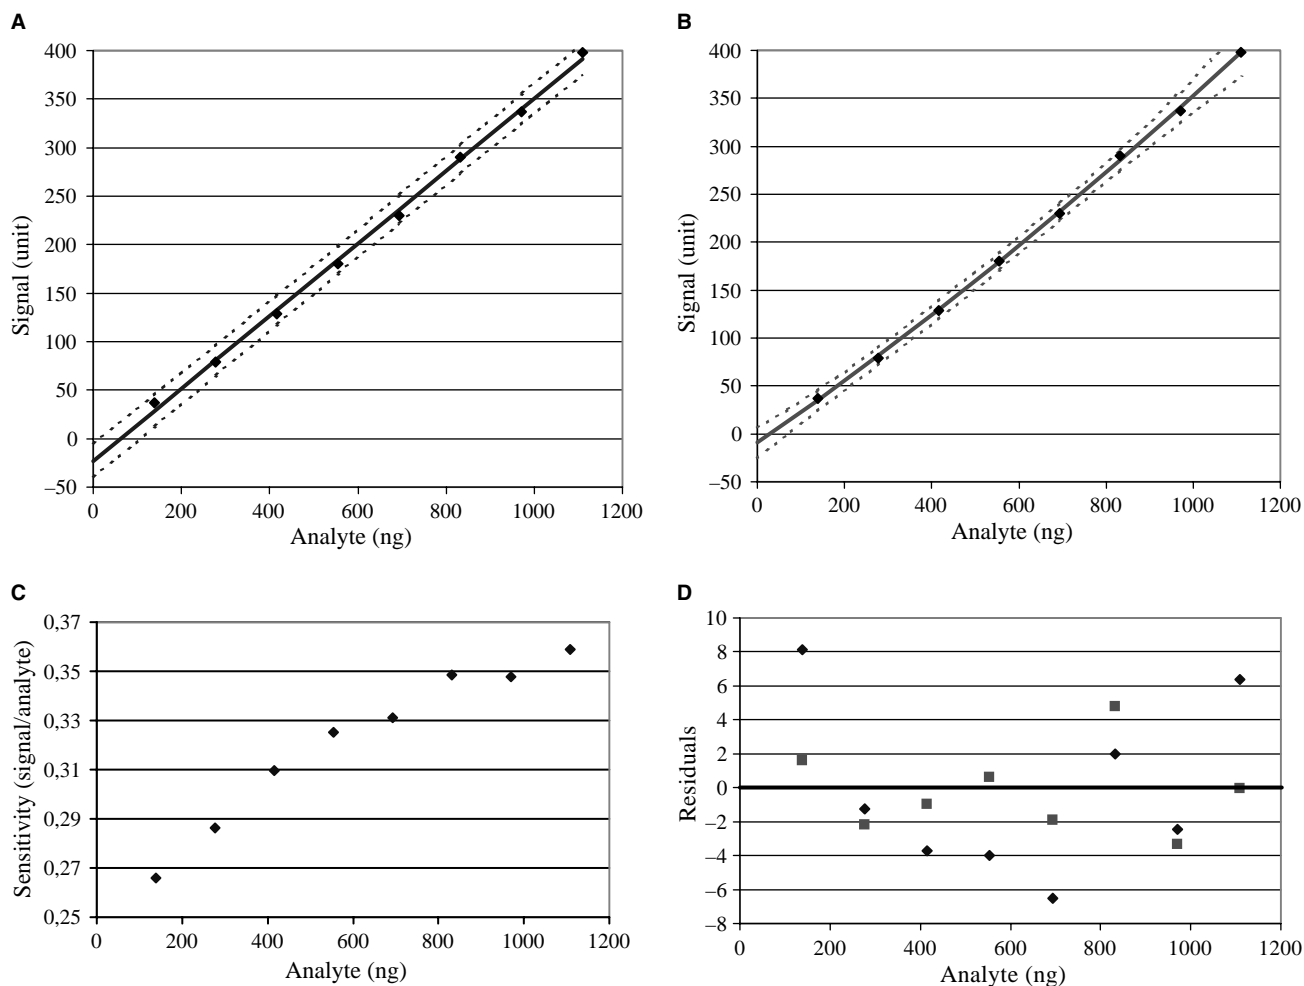 A
400
350
300
250
200
150
100
50
0
–50
Signal (unit)
0 200 400 600 800 1000 1200
Analyte (ng)
B
400
350
300
250
200
150
100
50
0
–50
Signal (unit)
0 200 400 600 800 1000 1200
Analyte (ng)
C
0,37
0,35
0,33
0,31
0,29
0,27
0,25
Sensitivity (signal/analyte)
0 200 400 600 800 1000 1200
Analyte (ng)
D
10
8
6
4
2
0
–2
–4
–6
–8
Residuals
0 200 400 600 800 1000 1200
Analyte (ng)